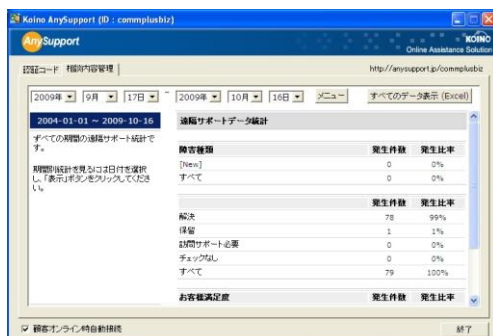 Koino AnySupport (ID : commplusbiz)
AnySupport
KOINO
Online Assistance Solution
認証コード 相談内容管理
http://anysupport.jp/commplusbiz
2009年 9月 17日 ~ 2009年 10月 16日 メニュー すべてのデータ表示 (Excel)
2004-01-01 ~ 2009-10-16
すべての期間の遠隔サポート統計です。
期間別統計を見るには日付を選択し、「表示」ボタンをクリックしてください。
遠隔サポートデータ統計
障害種類 発生件数 発生比率
[New] 0 0%
すべて 0 0%
発生件数 発生比率
解決 78 99%
保留 1 1%
訪問サポート必要 0 0%
チェックなし 0 0%
すべて 79 100%
お客様満足度 発生件数 発生比率
顧客オンライン時自動接続
終了